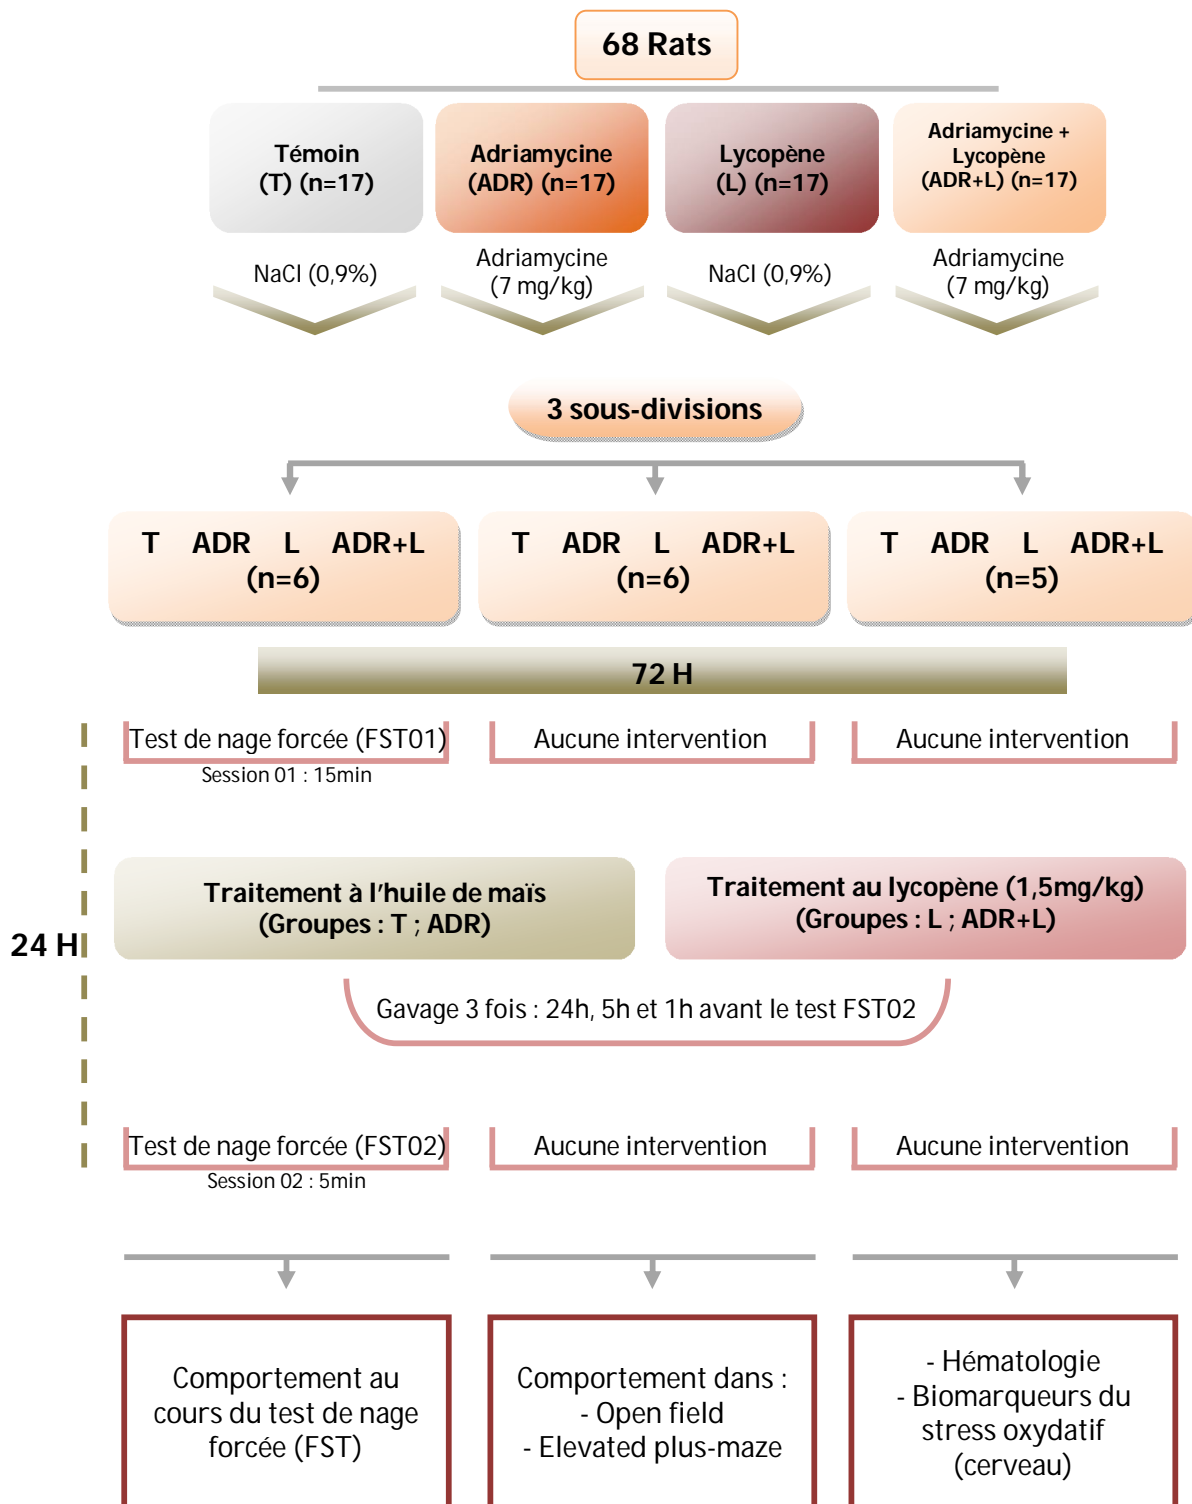 68 Rats
Témoin
(T) (n=17)
Adriamycine
(ADR) (n=17)
Lycopène
(L) (n=17)
Adriamycine +
Lycopène
(ADR+L) (n=17)
NaCl (0,9%)
Adriamycine
(7 mg/kg)
NaCl (0,9%)
Adriamycine
(7 mg/kg)
3 sous-divisions
T ADR L ADR+L
(n=6)
T ADR L ADR+L
(n=6)
T ADR L ADR+L
(n=5)
72 H
Test de nage forcée (FST01)
Session 01 : 15min
Aucune intervention
Aucune intervention
24 H
Traitement à l'huile de maïs
(Groupes : T ; ADR)
Traitement au lycopène (1,5mg/kg)
(Groupes : L ; ADR+L)
Gavage 3 fois : 24h, 5h et 1h avant le test FST02
Test de nage forcée (FST02)
Session 02 : 5min
Aucune intervention
Aucune intervention
Comportement au
cours du test de nage
forcée (FST)
Comportement dans :
- Open field
- Elevated plus-maze
- Hématologie
- Biomarqueurs du
stress oxydatif
(cerveau)